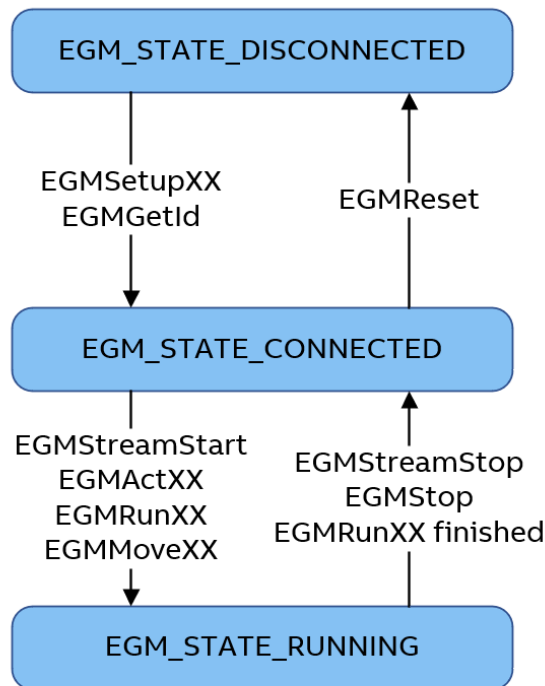 EGM_STATE_DISCONNECTED
EGMSetupXX
EGMGetId
EGMReset
EGM_STATE_CONNECTED
EGMStreamStart
EGMActXX
EGMRunXX
EGMMoveXX
EGMStreamStop
EGMStop
EGMRunXX finished
EGM_STATE_RUNNING